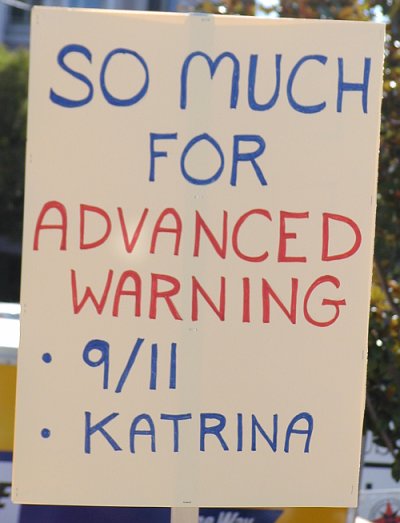 SO MUCH
FOR
ADVANCED
WARNING
• 9/11
• KATRINA